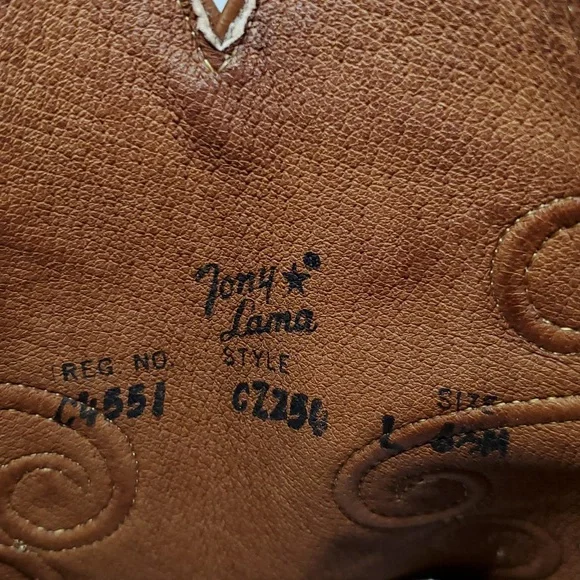 Tony ★®
Lama
REG NO. STYLE SIZE
C4551 CZ256 L